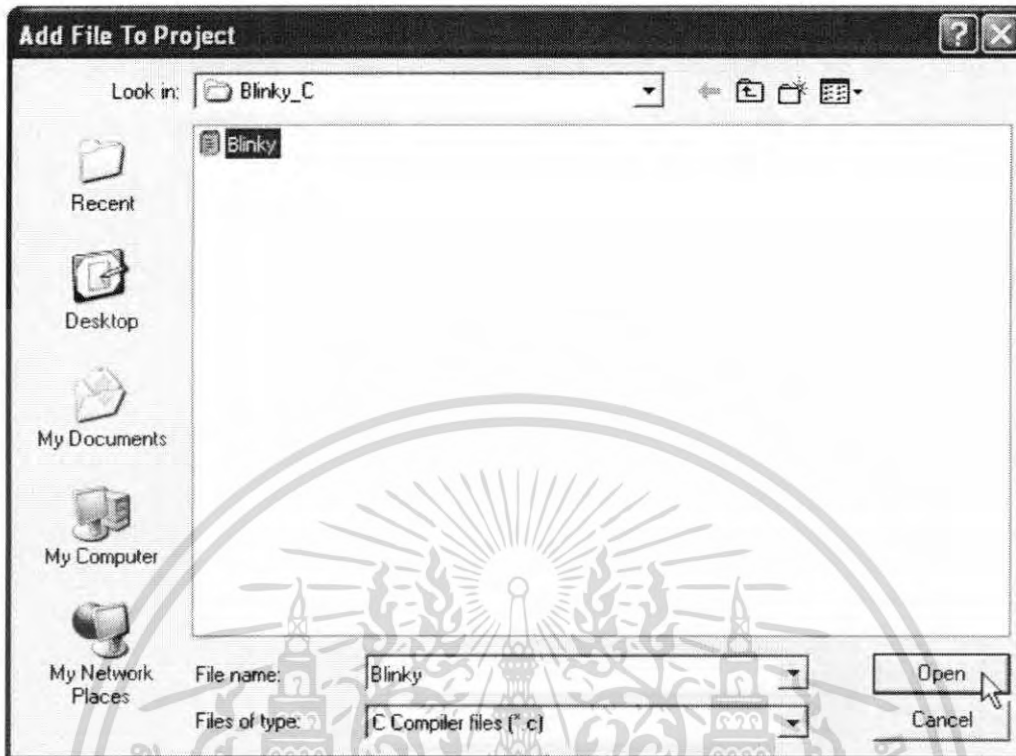 Add File To Project
Look in: Blinky_C
Blinky
Recent
Desktop
My Documents
My Computer
My Network
Places
File name: Blinky
Open
Files of type: C Compiler files (*.c)
Cancel